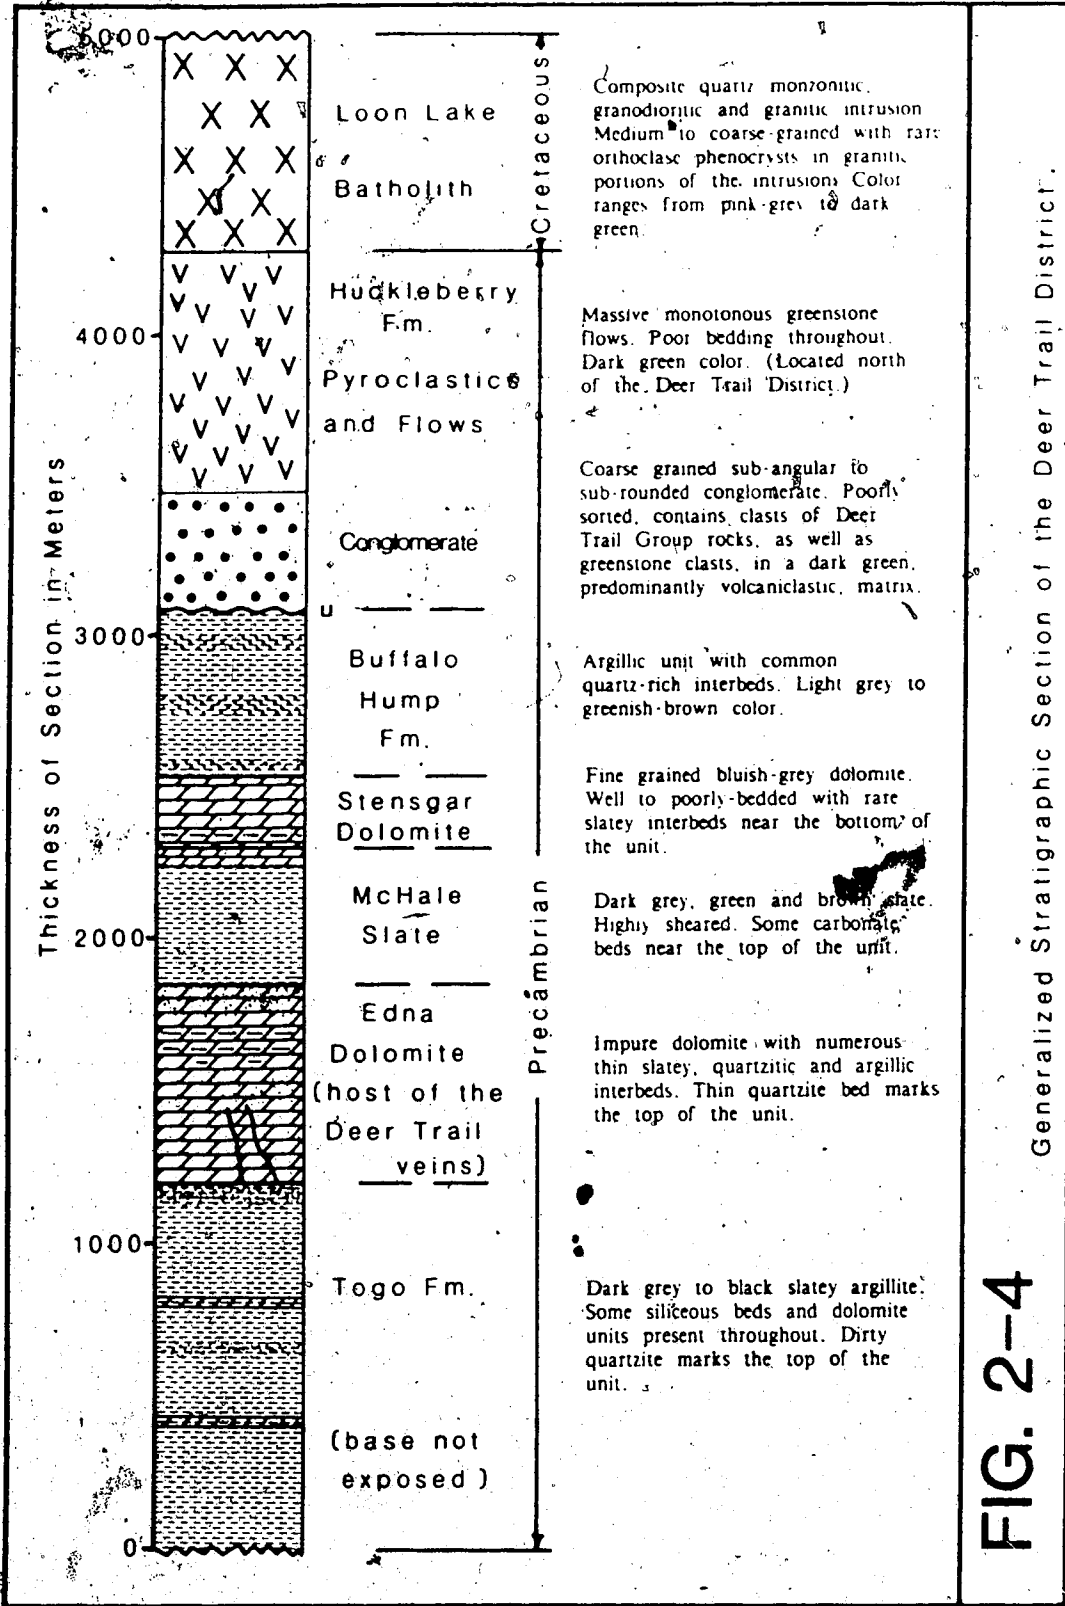 Thickness of Section in Meters
5000
4000
3000
2000
1000
0
Loon Lake
Batholith
Huckleberry
Fm.
Pyroclastics
and Flows
Conglomerate
u
Buffalo
Hump
Fm.
Stensgar
Dolomite
McHale
Slate
Edna
Dolomite
(host of the
Deer Trail
veins)
Togo Fm.
(base not
exposed)
Cretaceous
Precambrian
Composite quartz monzonitic,
granodioritic and granitic intrusion
Medium to coarse-grained with rare
orthoclase phenocrysts in granitic
portions of the intrusion. Color
ranges from pink-grey to dark
green.
Massive monotonous greenstone
flows. Poor bedding throughout.
Dark green color. (Located north
of the Deer Trail District.)
Coarse grained sub-angular to
sub-rounded conglomerate. Poorly
sorted, contains clasts of Deer
Trail Group rocks, as well as
greenstone clasts, in a dark green,
predominantly volcaniclastic, matrix.
Argillic unit with common
quartz-rich interbeds. Light grey to
greenish-brown color.
Fine grained bluish-grey dolomite.
Well to poorly-bedded with rare
slatey interbeds near the bottom of
the unit.
Dark grey, green and brown slate.
Highly sheared. Some carbonate
beds near the top of the unit.
Impure dolomite with numerous
thin slatey, quartzitic and argillic
interbeds. Thin quartzite bed marks
the top of the unit.
Dark grey to black slatey argillite.
Some siliceous beds and dolomite
units present throughout. Dirty
quartzite marks the top of the
unit.
FIG. 2-4
Generalized Stratigraphic Section of the Deer Trail District.